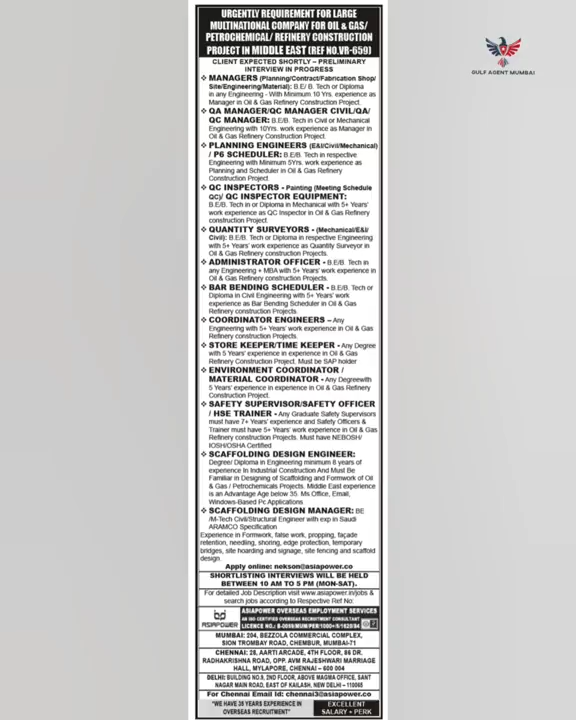 URGENTLY REQUIREMENT FOR LARGE
MULTINATIONAL COMPANY FOR OIL & GAS/
PETROCHEMICAL/ REFINERY CONSTRUCTION
PROJECT IN MIDDLE EAST (REF NO.VR-659)
CLIENT EXPECTED SHORTLY – PRELIMINARY
INTERVIEW IN PROGRESS
GULF AGENT MUMBAI
❖ MANAGERS (Planning/Contract/Fabrication Shop/
Site/Engineering/Material): B.E/ B. Tech or Diploma
in any Engineering - With Minimum 10 Yrs. experience as
Manager in Oil & Gas Refinery Construction Project.
❖ QA MANAGER/QC MANAGER CIVIL/QA/
QC MANAGER: B.E/B. Tech in Civil or Mechanical
Engineering with 10Yrs. work experience as Manager in
Oil & Gas Refinery Construction Project.
❖ PLANNING ENGINEERS (E&I/Civil/Mechanical)
/ P6 SCHEDULER: B.E/B. Tech in respective
Engineering with Minimum 5Yrs. work experience as
Planning and Scheduler in Oil & Gas Refinery
Construction Project.
❖ QC INSPECTORS - Painting (Meeting Schedule
QC)/ QC INSPECTOR EQUIPMENT:
B.E/B. Tech in or Diploma in Mechanical with 5+ Years'
work experience as QC Inspector in Oil & Gas Refinery
construction Project
❖ QUANTITY SURVEYORS - (Mechanical/E&I/
Civil): B.E/B. Tech or Diploma in respective Engineering
with 5+ Years' work experience as Quantity Surveyor in
Oil & Gas Refinery construction Projects.
❖ ADMINISTRATOR OFFICER - B.E/B. Tech in
any Engineering + MBA with 5+ Years' work experience in
Oil & Gas Refinery construction Projects.
❖ BAR BENDING SCHEDULER - B.E/B. Tech or
Diploma in Civil Engineering with 5+ Years' work
experience as Bar Bending Scheduler in Oil & Gas
Refinery construction Projects.
❖ COORDINATOR ENGINEERS – Any
Engineering with 5+ Years' work experience in Oil & Gas
Refinery construction Projects.
❖ STORE KEEPER/TIME KEEPER - Any Degree
with 5 Years' experience in experience in Oil & Gas
Refinery Construction Project. Must be SAP holder
❖ ENVIRONMENT COORDINATOR /
MATERIAL COORDINATOR - Any Degreewith
5 Years' experience in experience in Oil & Gas Refinery
Construction Project.
❖ SAFETY SUPERVISOR/SAFETY OFFICER
/ HSE TRAINER - Any Graduate Safety Supervisors
must have 7+ Years' experience and Safety Officers &
Trainer must have 5+ Years' work experience in Oil & Gas
Refinery construction Projects. Must have NEBOSH/
IOSH/OSHA Certified
❖ SCAFFOLDING DESIGN ENGINEER:
Degree/ Diploma in Engineering minimum 8 years of
experience In Industrial Construction And Must Be
Familiar in Designing of Scaffolding and Formwork of Oil
& Gas / Petrochemicals Projects. Middle East experience
is an Advantage Age below 35. Ms Office, Email,
Windows-Based Pc Applications
❖ SCAFFOLDING DESIGN MANAGER: BE
/M-Tech Civil/Structural Engineer with exp in Saudi
ARAMCO Specification
Experience in Formwork, false work, propping, façade
retention, needling, shoring, edge protection, temporary
bridges, site hoarding and signage, site fencing and scaffold
design.
Apply online: nekson@asiapower.co
SHORTLISTING INTERVIEWS WILL BE HELD
BETWEEN 10 AM TO 5 PM (MON-SAT).
For detailed Job Description visit www.asiapower.in/jobs &
search jobs according to Respective Ref No:
ASIAPOWER
ASIAPOWER OVERSEAS EMPLOYMENT SERVICES
AN ISO CERTIFIED OVERSEAS RECRUITMENT CONSULTANT
MUMBAI: 204, BEZZOLA COMMERCIAL COMPLEX,
SION TROMBAY ROAD, CHEMBUR, MUMBAI-71
CHENNAI: 28, AARTI ARCADE, 4TH FLOOR, 86 DR.
RADHAKRISHNA ROAD, OPP. AVM RAJESHWARI MARRIAGE
HALL, MYLAPORE, CHENNAI – 600 004
DELHI: BUILDING NO.9, 2ND FLOOR, ABOVE MAGMA OFFICE, SANT
NAGAR MAIN ROAD, EAST OF KAILASH, NEW DELHI – 110065
For Chennai Email Id: chennai3@asiapower.co
"WE HAVE 35 YEARS EXPERIENCE IN
OVERSEAS RECRUITMENT"
EXCELLENT
SALARY + PERK